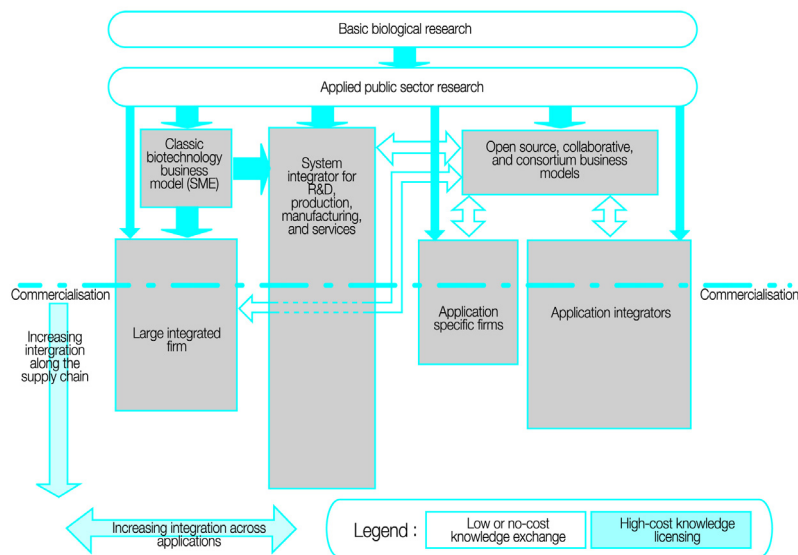 Basic biological research
Applied public sector research
Classic
biotechnology
business
model (SME)
System
integrator for
R&D,
production,
manufacturing,
and services
Open source, collaborative,
and consortium business
models
Commercialisation
Commercialisation
Large integrated
firm
Application
specific firms
Application integrators
Increasing
intergration
along the
supply chain
Increasing integration across
applications
Legend :
Low or no-cost
knowledge exchange
High-cost knowledge
licensing